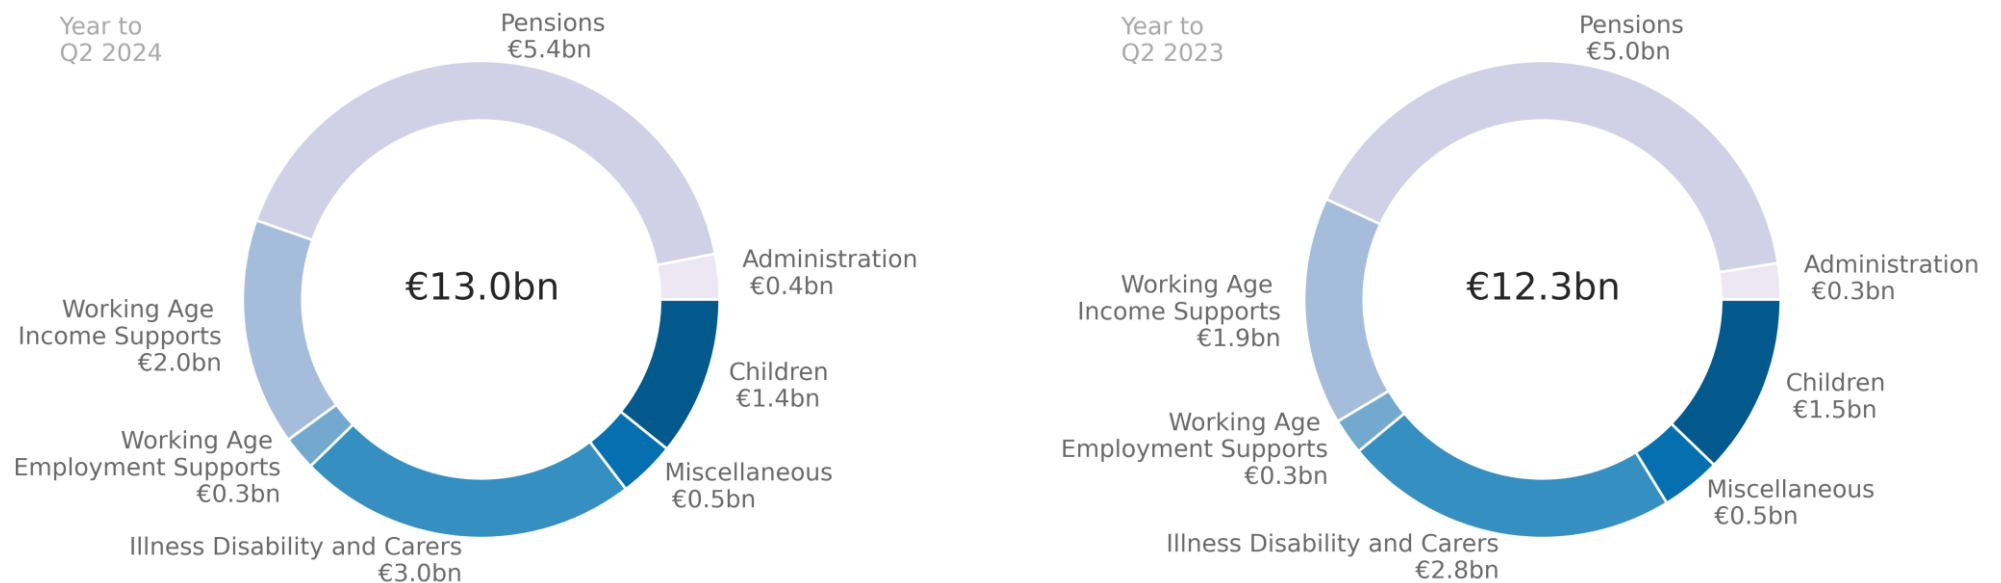 Year to
Q2 2024
Pensions
€5.4bn
Administration
€0.4bn
€13.0bn
Working Age
Income Supports
€2.0bn
Children
€1.4bn
Working Age
Employment Supports
€0.3bn
Miscellaneous
€0.5bn
Illness Disability and Carers
€3.0bn
Year to
Q2 2023
Pensions
€5.0bn
Administration
€0.3bn
€12.3bn
Working Age
Income Supports
€1.9bn
Children
€1.5bn
Working Age
Employment Supports
€0.3bn
Miscellaneous
€0.5bn
Illness Disability and Carers
€2.8bn